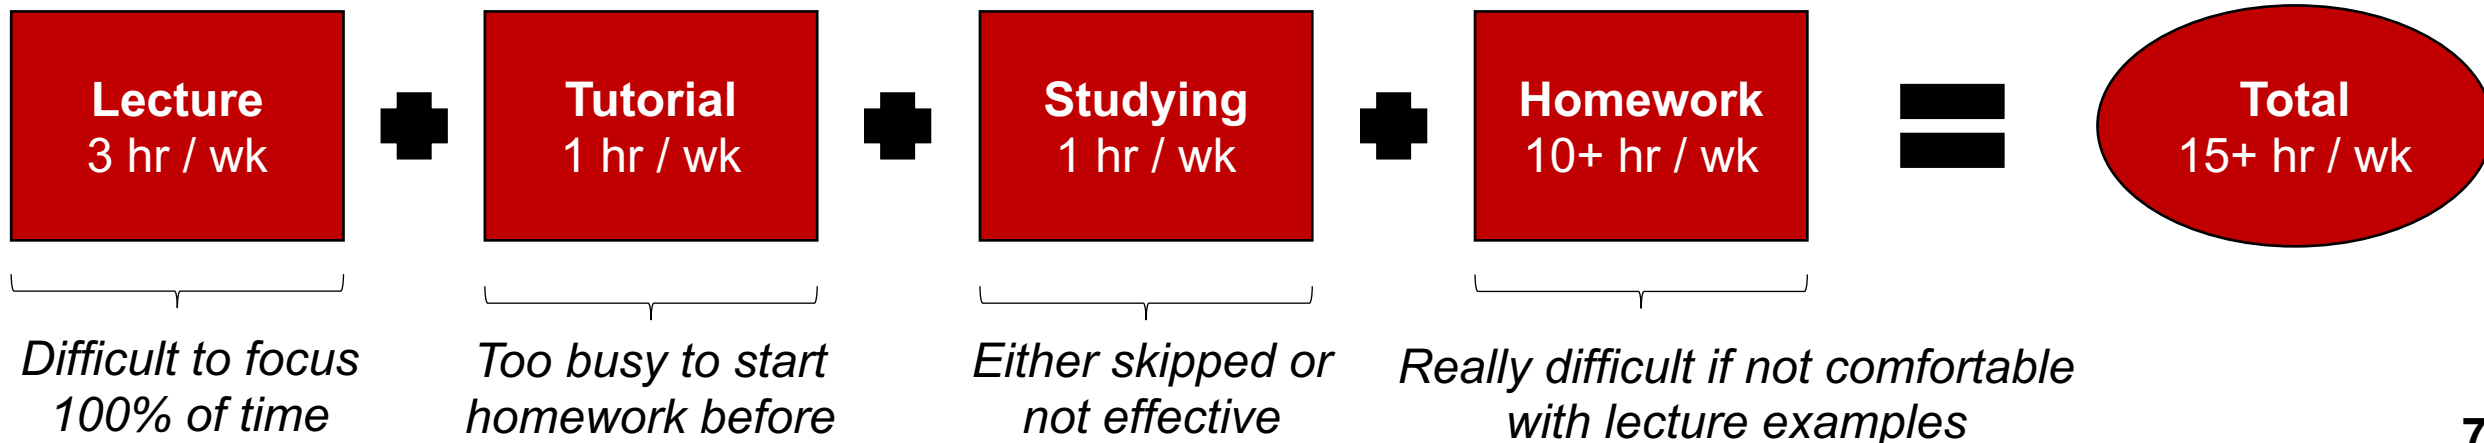 Lecture
3 hr / wk
Tutorial
1 hr / wk
Studying
1 hr / wk
Homework
10+ hr / wk
Total
15+ hr / wk
Difficult to focus
100% of time
Too busy to start
homework before
Either skipped or
not effective
Really difficult if not comfortable
with lecture examples
7